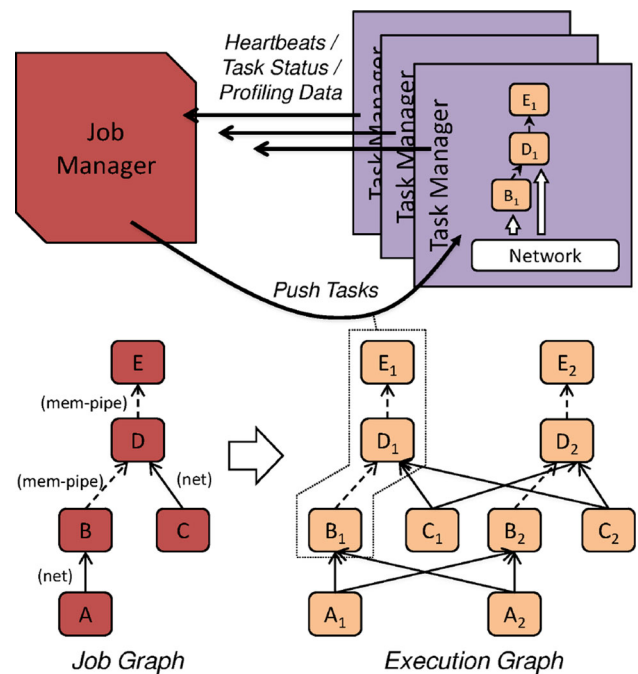 Heartbeats /
Task Status /
Profiling Data
Job
Manager
Task Manager
Task Manager
Task Manager
E1
D1
B1
Network
Push Tasks
E
(mem-pipe)
D
(mem-pipe)
(net)
B
C
(net)
A
Job Graph
E1
E2
D1
D2
B1
C1
B2
C2
A1
A2
Execution Graph